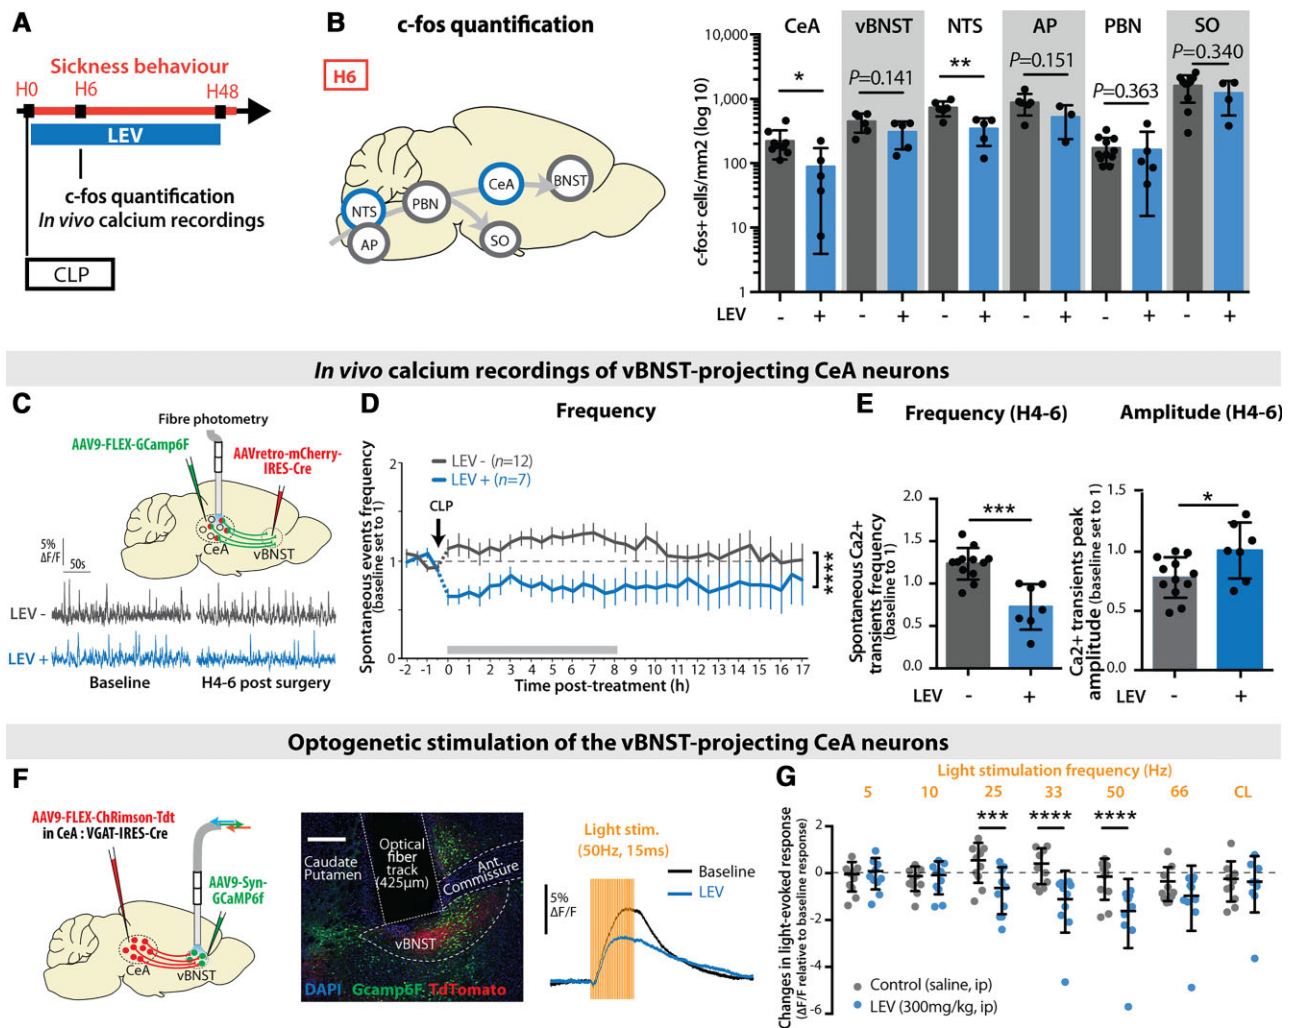 A
Sickness behaviour
H0
H6
H48
LEV
c-fos quantification
In vivo calcium recordings
CLP
B
c-fos quantification
H6
NTS
AP
PBN
CeA
BNST
SO
CeA
vBNST
NTS
AP
PBN
SO
c-fos+ cells/mm2 (log 10)
10,000
1,000
100
10
1
*
P=0.141
**
P=0.151
P=0.363
P=0.340
LEV
- + - + - + - + - + - +
In vivo calcium recordings of vBNST-projecting CeA neurons
C
Fibre photometry
AAV9-FLEX-GCamp6F
AAVretro-mCherry-
IRES-Cre
CeA
vBNST
5%
ΔF/F
50s
LEV -
LEV +
Baseline
H4-6 post surgery
D
Frequency
Spontaneous events frequency
(baseline set to 1)
2
1
0
LEV - (n=12)
LEV + (n=7)
CLP
****
-2 -1 0 1 2 3 4 5 6 7 8 9 10 11 12 13 14 15 16 17
Time post-treatment (h)
E
Frequency (H4-6)
Spontaneous Ca2+
transients frequency
(baseline to 1)
2.0
1.5
1.0
0.5
0.0
***
LEV - +
Amplitude (H4-6)
Ca2+ transients peak
amplitude (baseline set to 1)
1.5
1.0
0.5
0.0
*
LEV - +
Optogenetic stimulation of the vBNST-projecting CeA neurons
F
AAV9-FLEX-ChRimson-Tdt
in CeA : VGAT-IRES-Cre
AAV9-Syn-
GCaMP6f
CeA
vBNST
Caudate
Putamen
Optical
fiber
track
(425µm)
Ant.
Commissure
vBNST
DAPI Gcamp6F TdTomato
Light stim.
(50Hz, 15ms)
5%
ΔF/F
Baseline
LEV
G
Light stimulation frequency (Hz)
5 10 25 33 50 66 CL
Changes in light-evoked response
(ΔF/F relative to baseline response)
2
0
-2
-4
-6
*** **** ****
Control (saline, ip)
LEV (300mg/kg, ip)